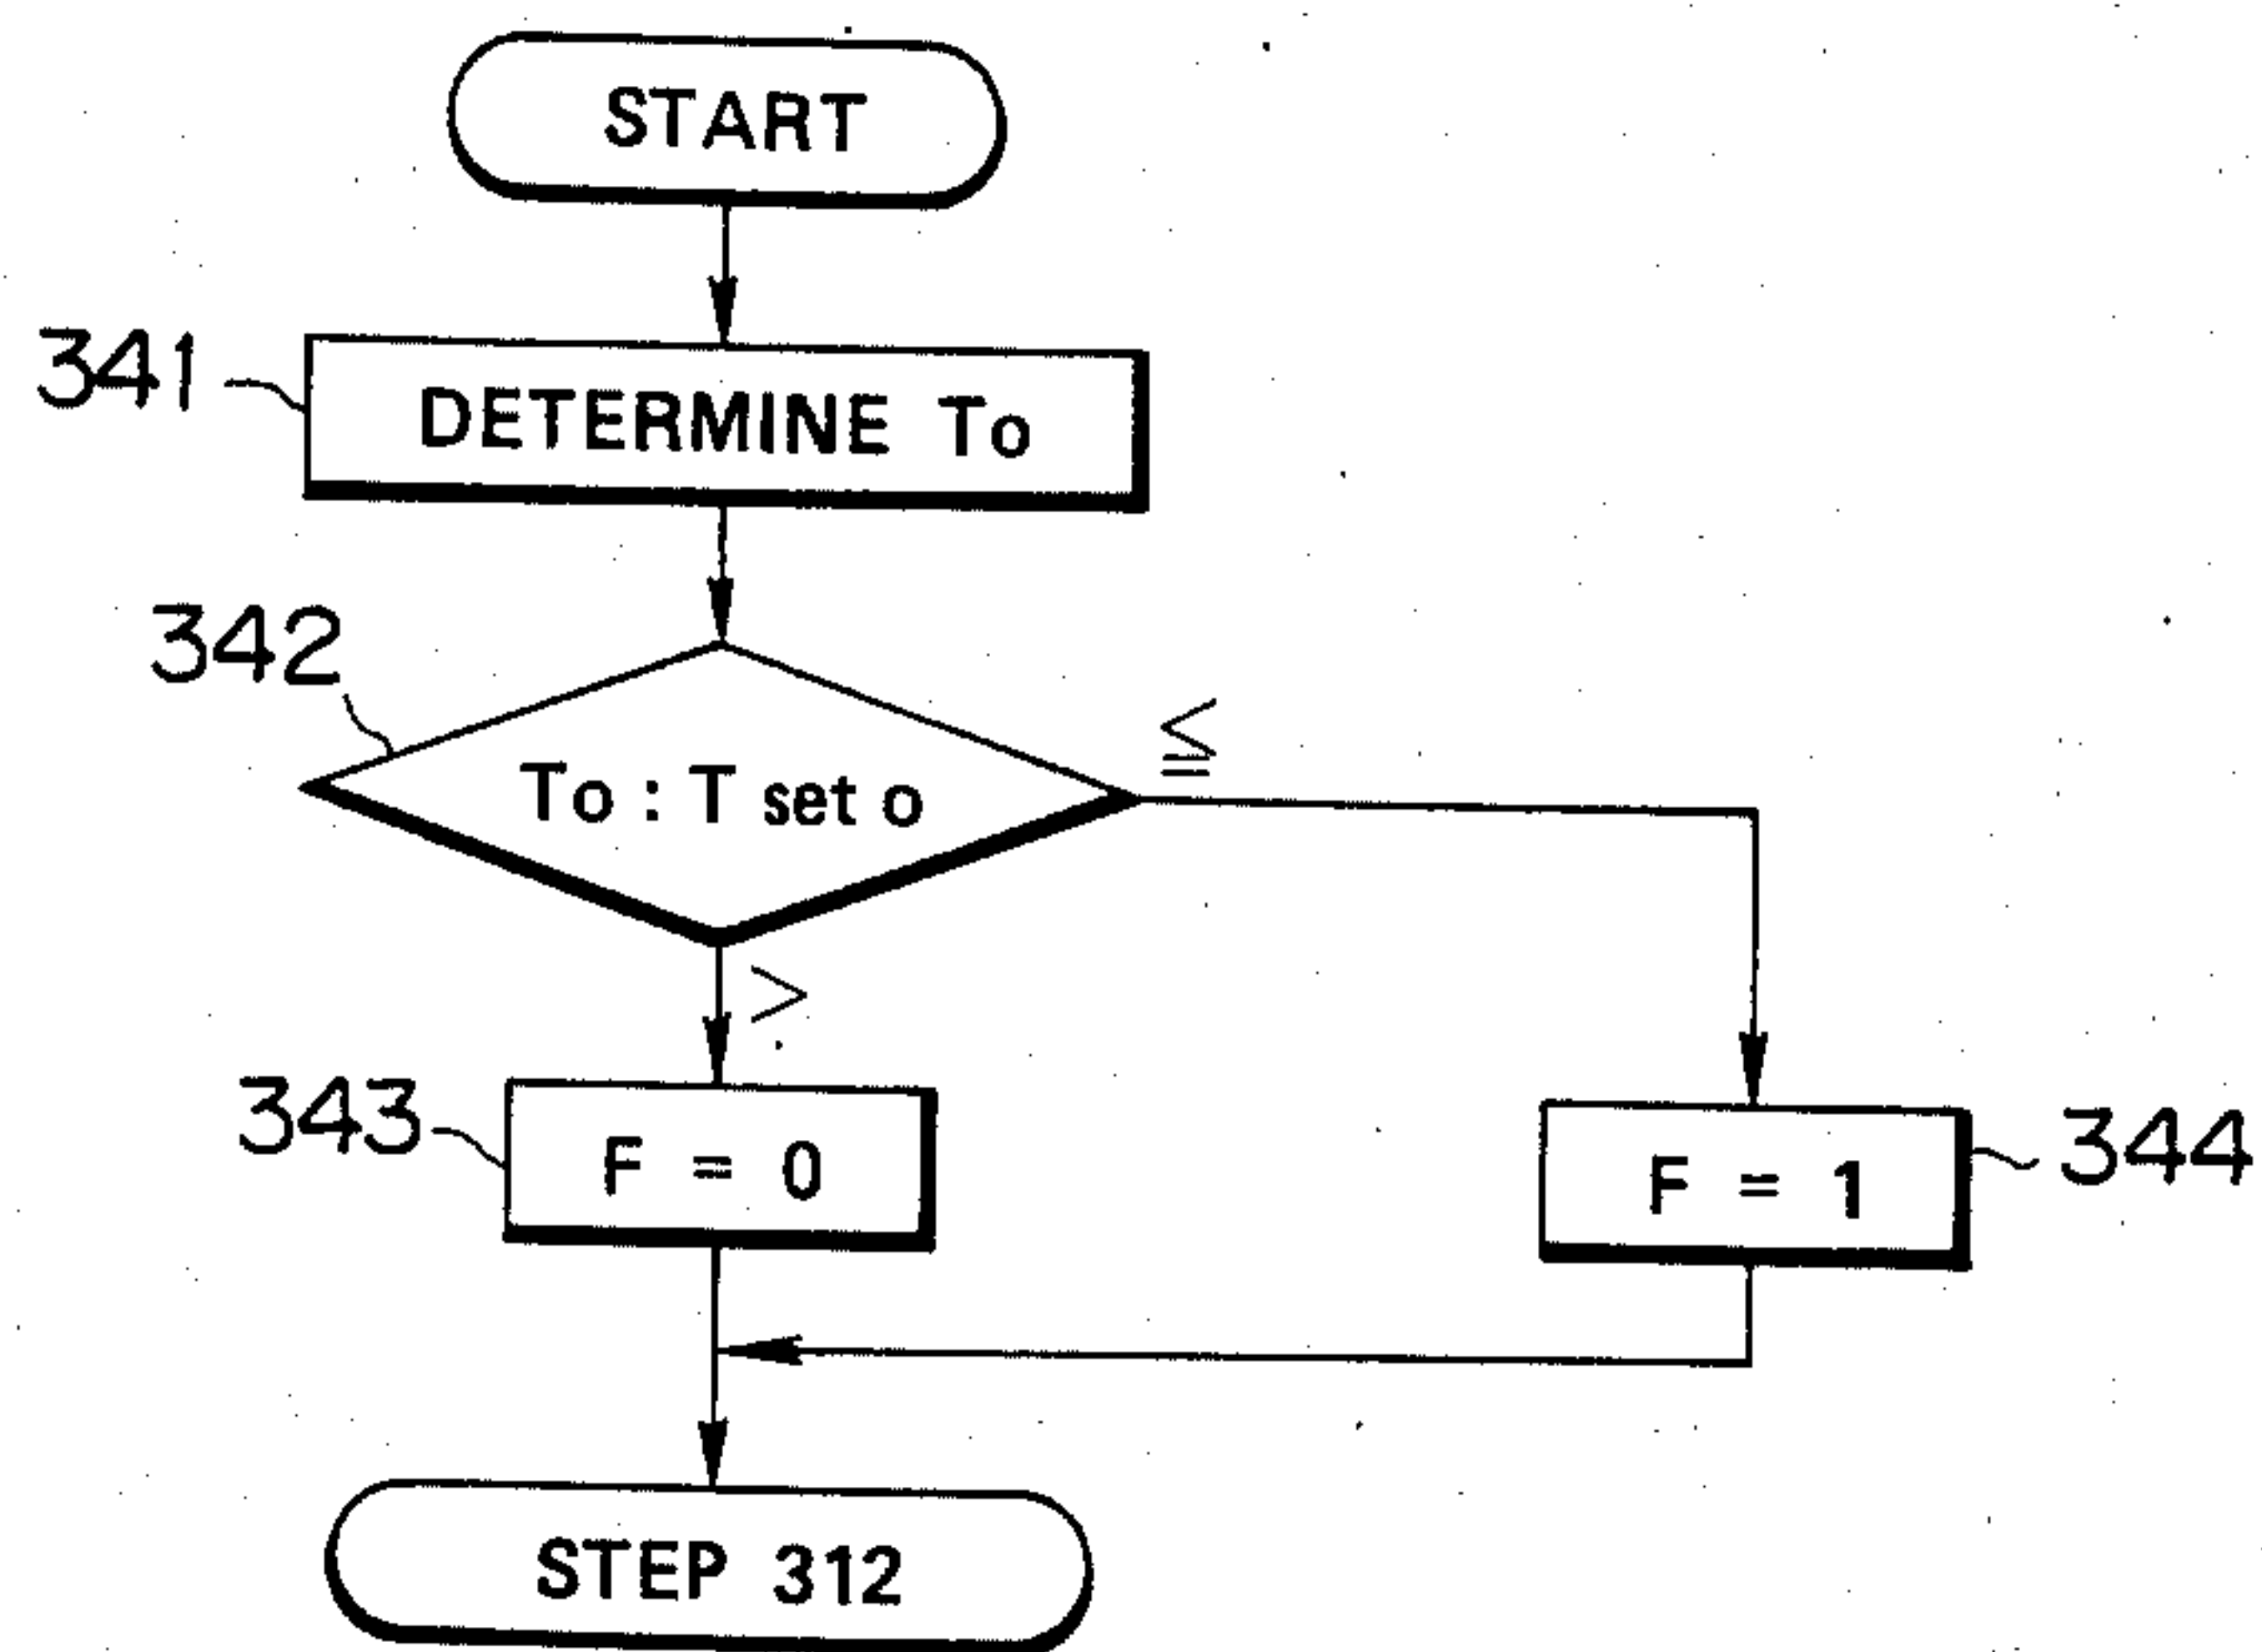 START
341
DETERMINE To
342
To : T set o
≦
>
343
F = 0
F = 1
344
STEP 312